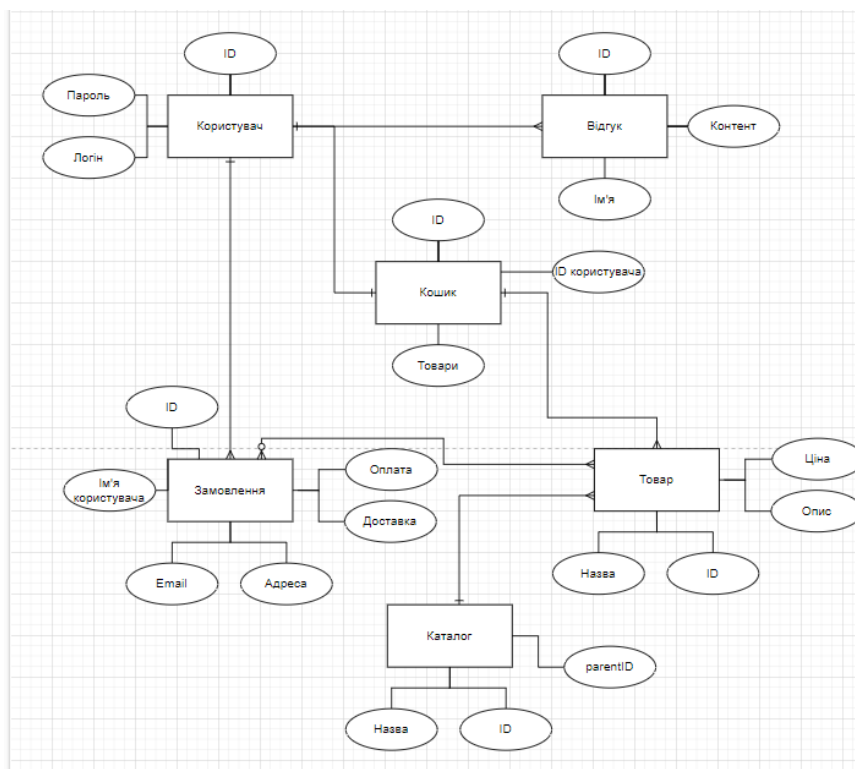 ID
ID
Пароль
Користувач
Відгук
Контент
Логін
Ім'я
ID
ID користувача
Кошик
Товари
ID
Ціна
Оплата
Товар
Ім'я
користувача
Замовлення
Опис
Доставка
Email
Адреса
Назва
ID
Каталог
parentID
Назва
ID